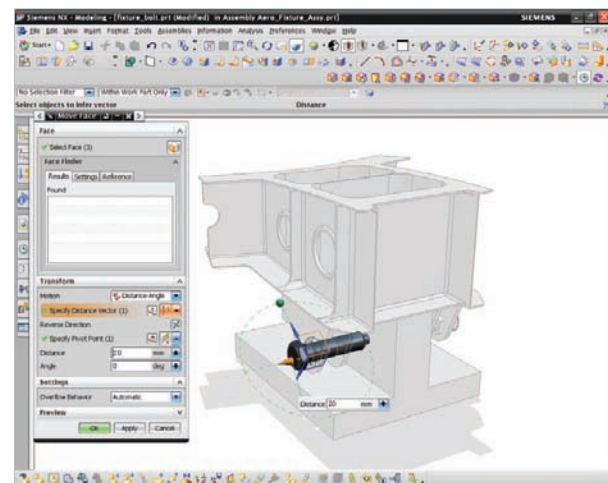 Siemens NX - Modeling - [fixture_bolt.prt (Modified) in Assembly Aero_Fixture_Assy.prt]
SIEMENS
File Edit View Insert Format Tools Assemblies Information Analysis Preferences Window Help
Start
No Selection Filter
Within Work Part Only
Select objects to infer vector
Distance
Move Face
Face
Select Face (3)
Face Finder
Results Settings Reference
Found
Transform
Motion
Distance-Angle
Specify Distance Vector (1)
Reverse Direction
Specify Pivot Point (1)
Distance
20
mm
Angle
0
deg
Settings
Overflow Behavior
Automatic
Preview
OK
Apply
Cancel
Distance 20
mm